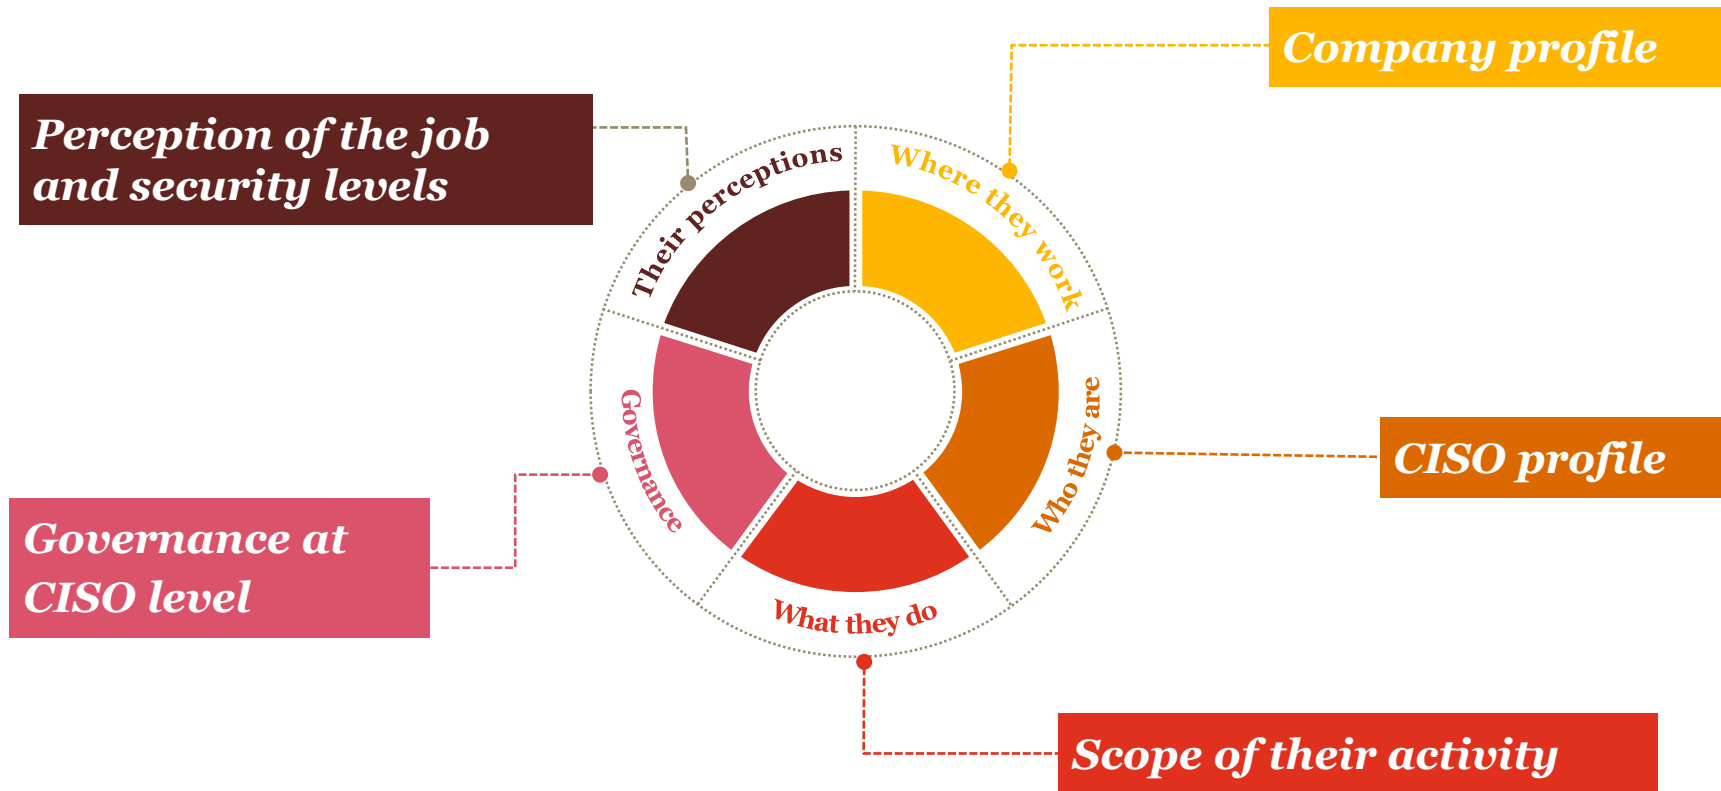 Company profile
Perception of the job
and security levels
Their perceptions
Where they work
Governance
Who they are
CISO profile
Governance at
CISO level
What they do
Scope of their activity